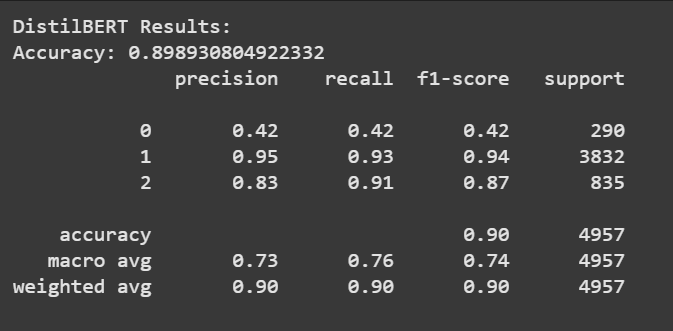 DistilBERT Results:
Accuracy: 0.898930804922332
precision recall f1-score support
0 0.42 0.42 0.42 290
1 0.95 0.93 0.94 3832
2 0.83 0.91 0.87 835
accuracy 0.90 4957
macro avg 0.73 0.76 0.74 4957
weighted avg 0.90 0.90 0.90 4957